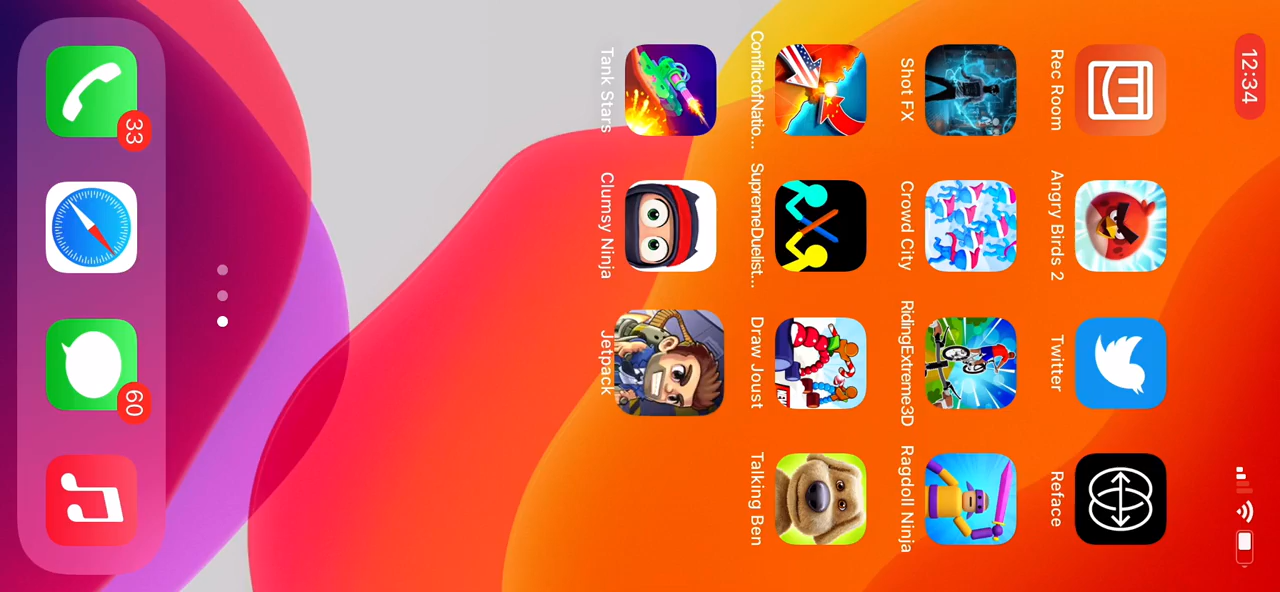 12:34
Rec Room
Angry Birds 2
Twitter
Reface
Shot FX
Crowd City
RidingExtreme3D
Ragdoll Ninja
ConflictofNatio...
SupremeDuelist...
Draw Joust
Talking Ben
Tank Stars
Clumsy Ninja
Jetpack
33
60